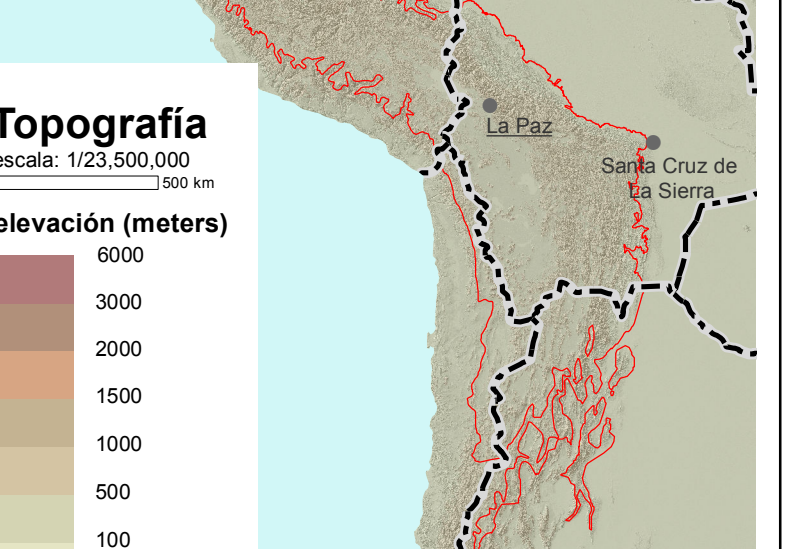 Topografía
escala: 1/23,500,000
500 km
elevación (meters)
6000
3000
2000
1500
1000
500
100
La Paz
Santa Cruz de
La Sierra